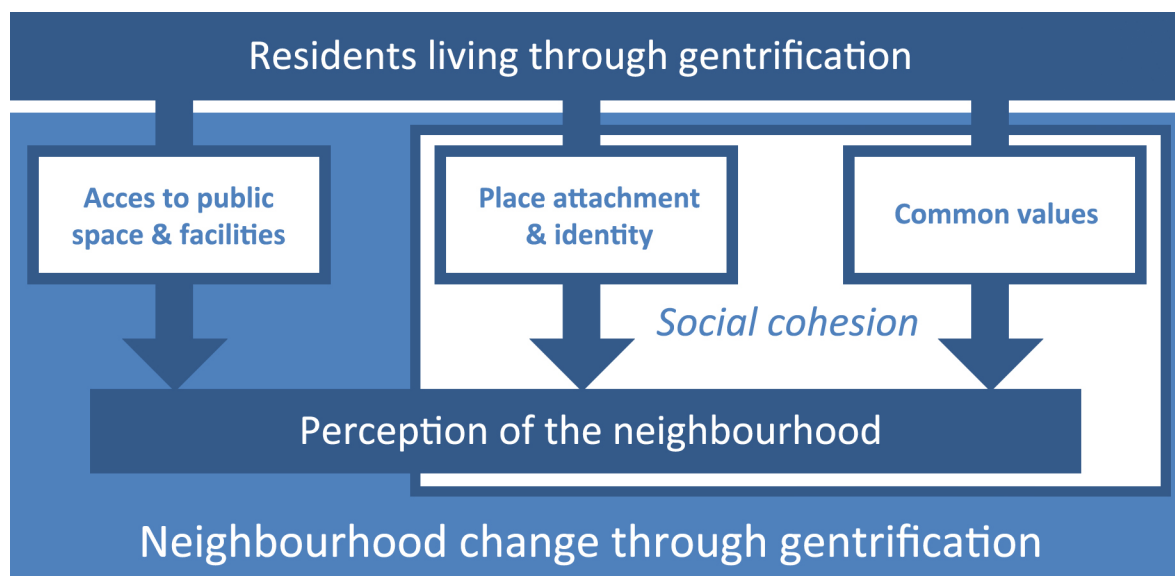 Residents living through gentrification
Acces to public
space & facilities
Place attachment
& identity
Common values
Social cohesion
Perception of the neighbourhood
Neighbourhood change through gentrification